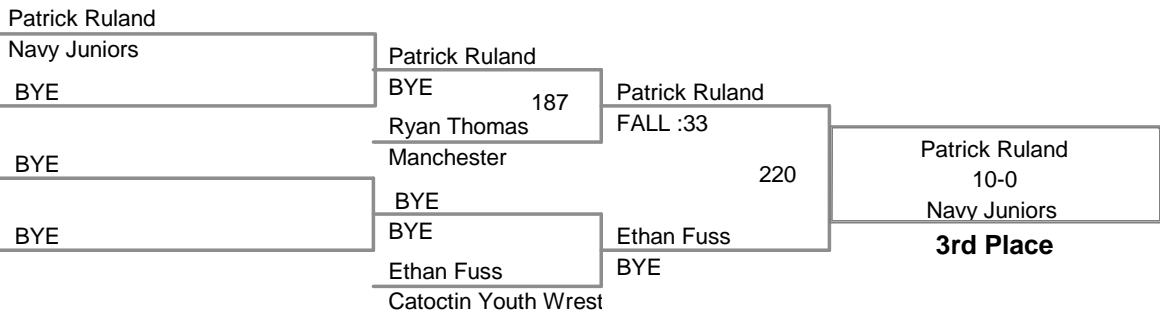 Patrick Ruland
Navy Juniors
BYE
BYE
BYE
Patrick Ruland
BYE
187
Ryan Thomas
Manchester
BYE
BYE
Ethan Fuss
Catoctin Youth Wrest
Patrick Ruland
FALL :33
220
Ethan Fuss
BYE
Patrick Ruland
10-0
Navy Juniors
3rd Place